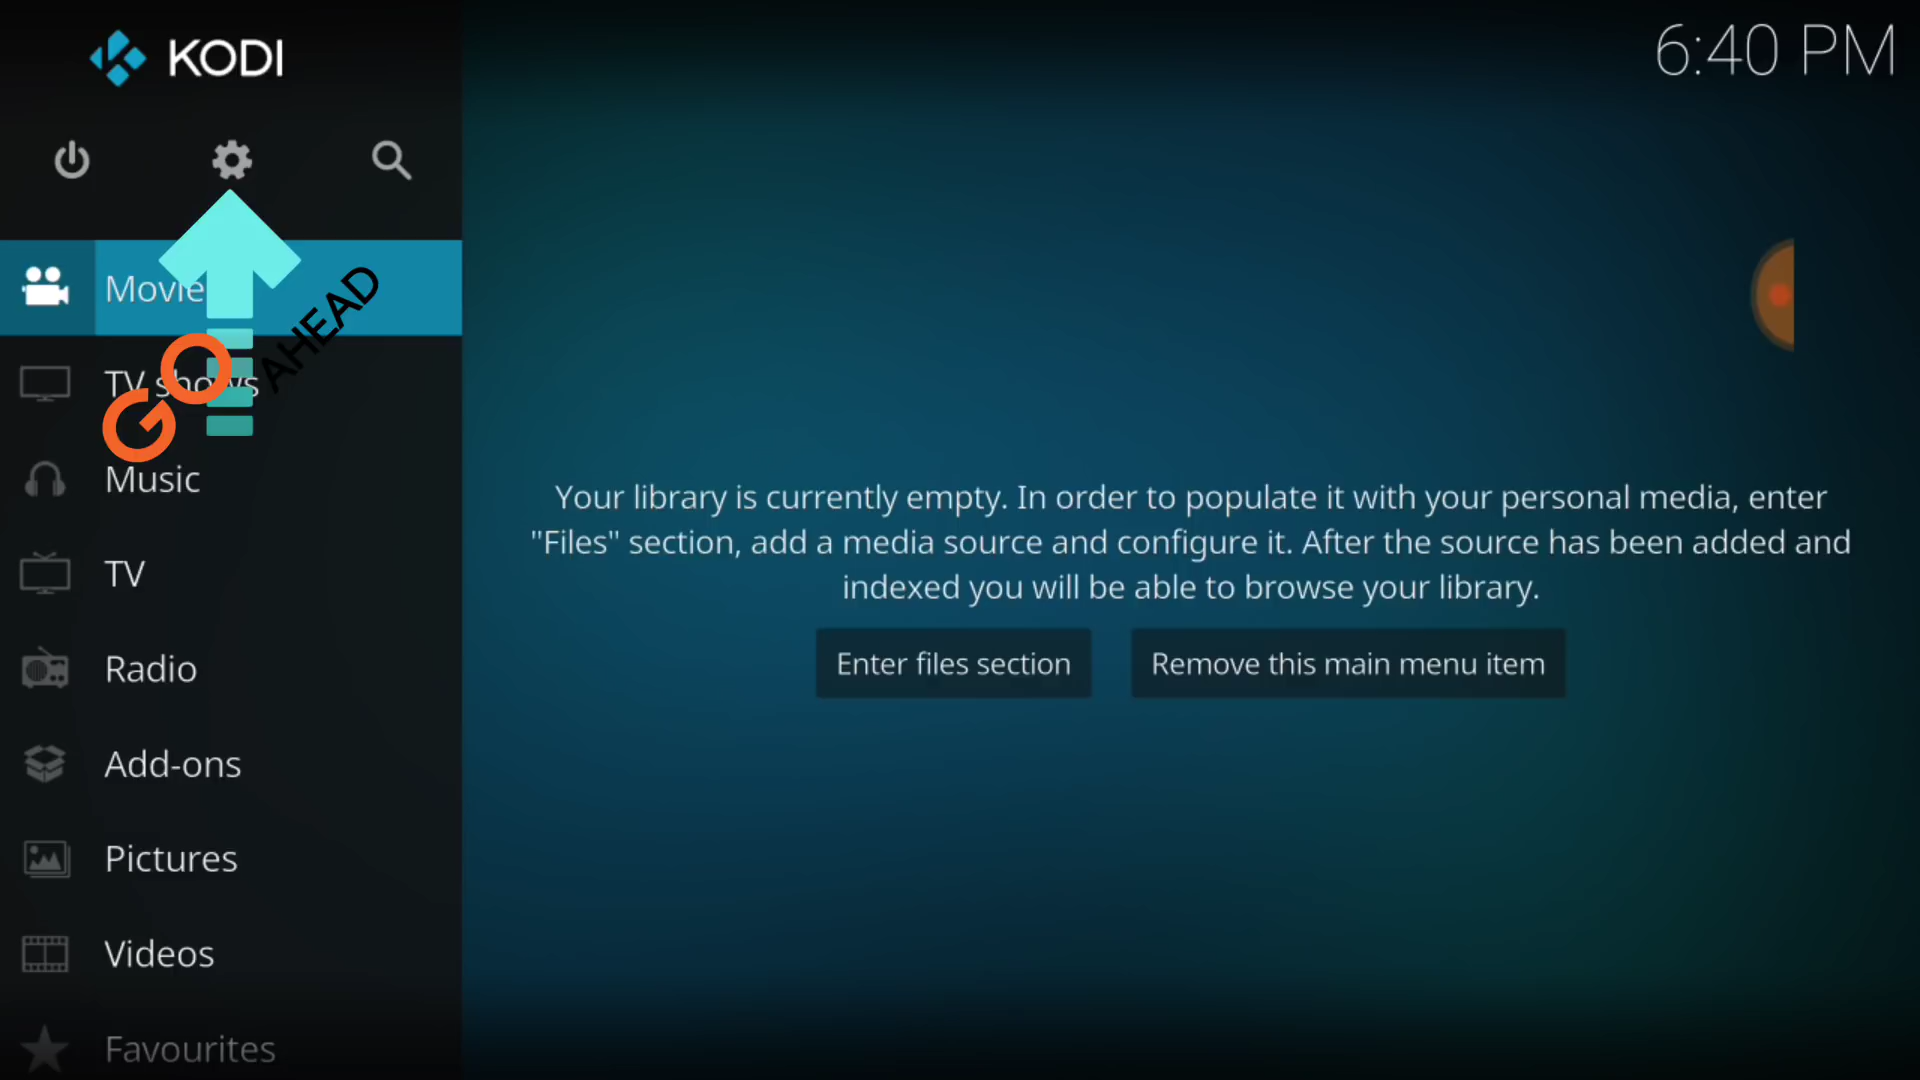 KODI
6:40 PM
Movie
TV shows
GO AHEAD
Music
TV
Radio
Add-ons
Pictures
Videos
Favourites
Your library is currently empty. In order to populate it with your personal media, enter
"Files" section, add a media source and configure it. After the source has been added and
indexed you will be able to browse your library.
Enter files section
Remove this main menu item